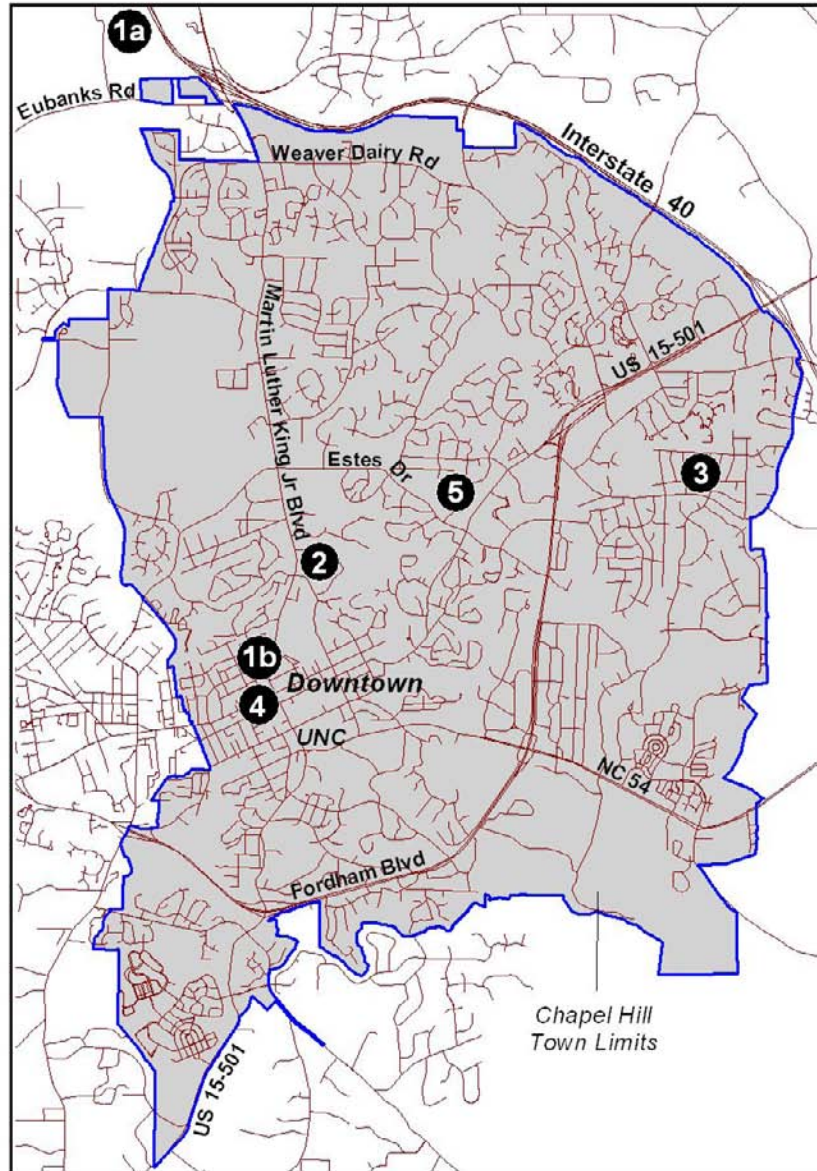 1a
Eubanks Rd
Weaver Dairy Rd
Interstate 40
Martin Luther King Jr Blvd
US 15-501
Estes Dr
5
3
2
1b
Downtown
4
UNC
NC 54
Fordham Blvd
Chapel Hill
Town Limits
US 15-501